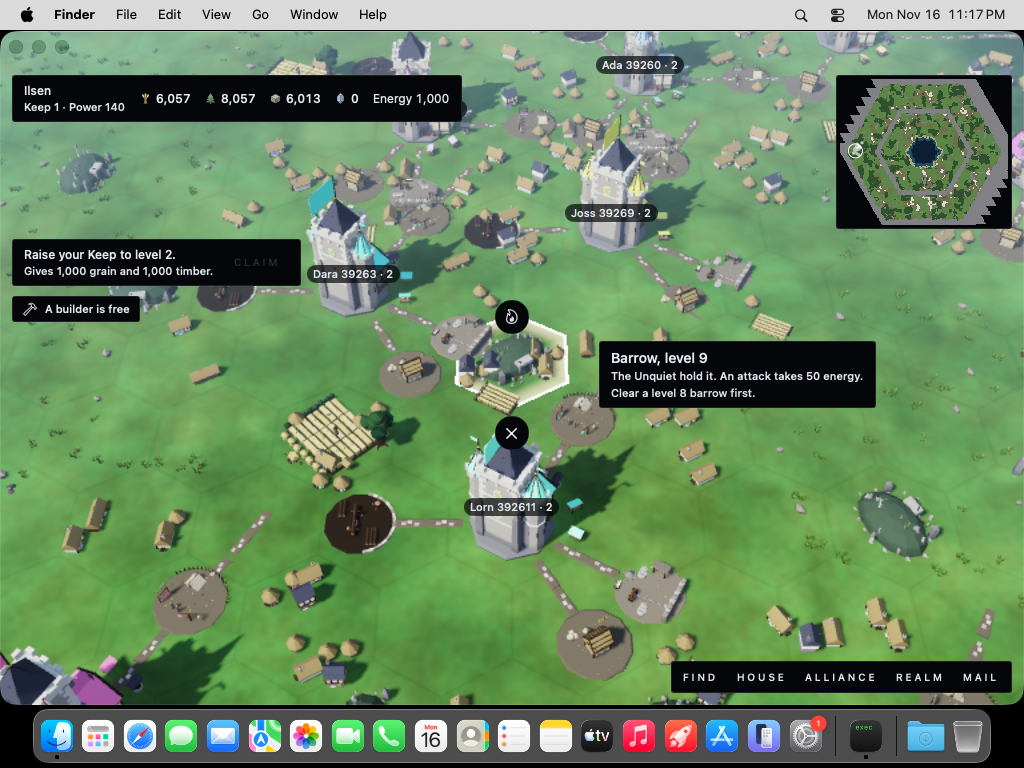 Finder File Edit View Go Window Help
Mon Nov 16 11:17 PM
Ada 39260 · 2
Ilsen
Keep 1 · Power 140
6,057 8,057 6,013 0 Energy 1,000
Joss 39269 · 2
Raise your Keep to level 2.
Gives 1,000 grain and 1,000 timber.
CLAIM
Dara 39263 · 2
A builder is free
Barrow, level 9
The Unquiet hold it. An attack takes 50 energy.
Clear a level 8 barrow first.
Lorn 392611 · 2
FIND HOUSE ALLIANCE REALM MAIL
Mon
16
tv
1
exec